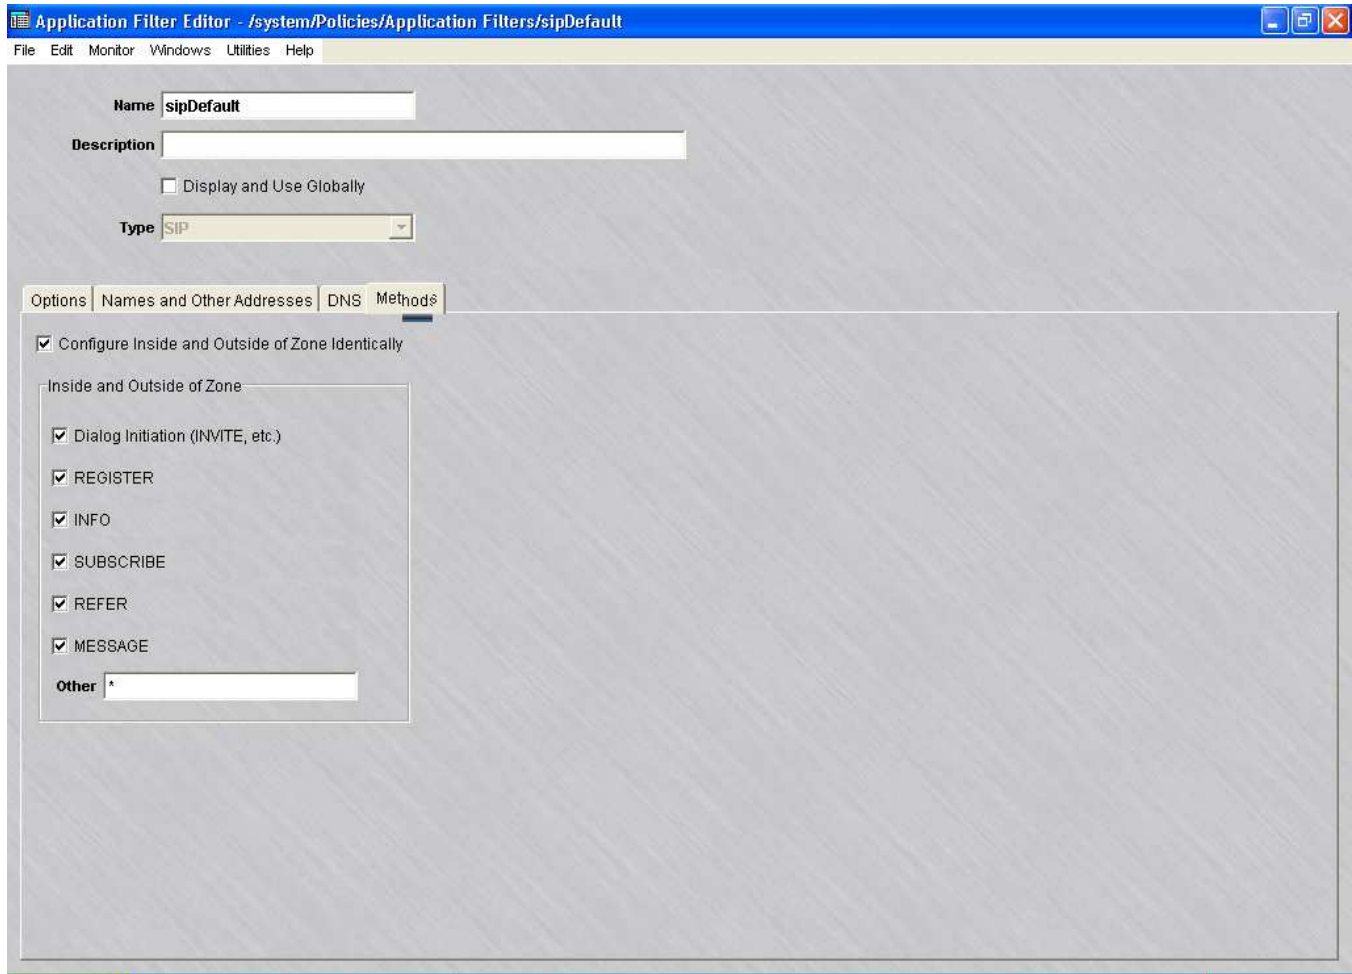 Application Filter Editor - /system/Policies/Application Filters/sipDefault
File Edit Monitor Windows Utilities Help
Name sipDefault
Description
Display and Use Globally
Type SIP
Options Names and Other Addresses DNS Methods
Configure Inside and Outside of Zone Identically
Inside and Outside of Zone
Dialog Initiation (INVITE, etc.)
REGISTER
INFO
SUBSCRIBE
REFER
MESSAGE
Other *